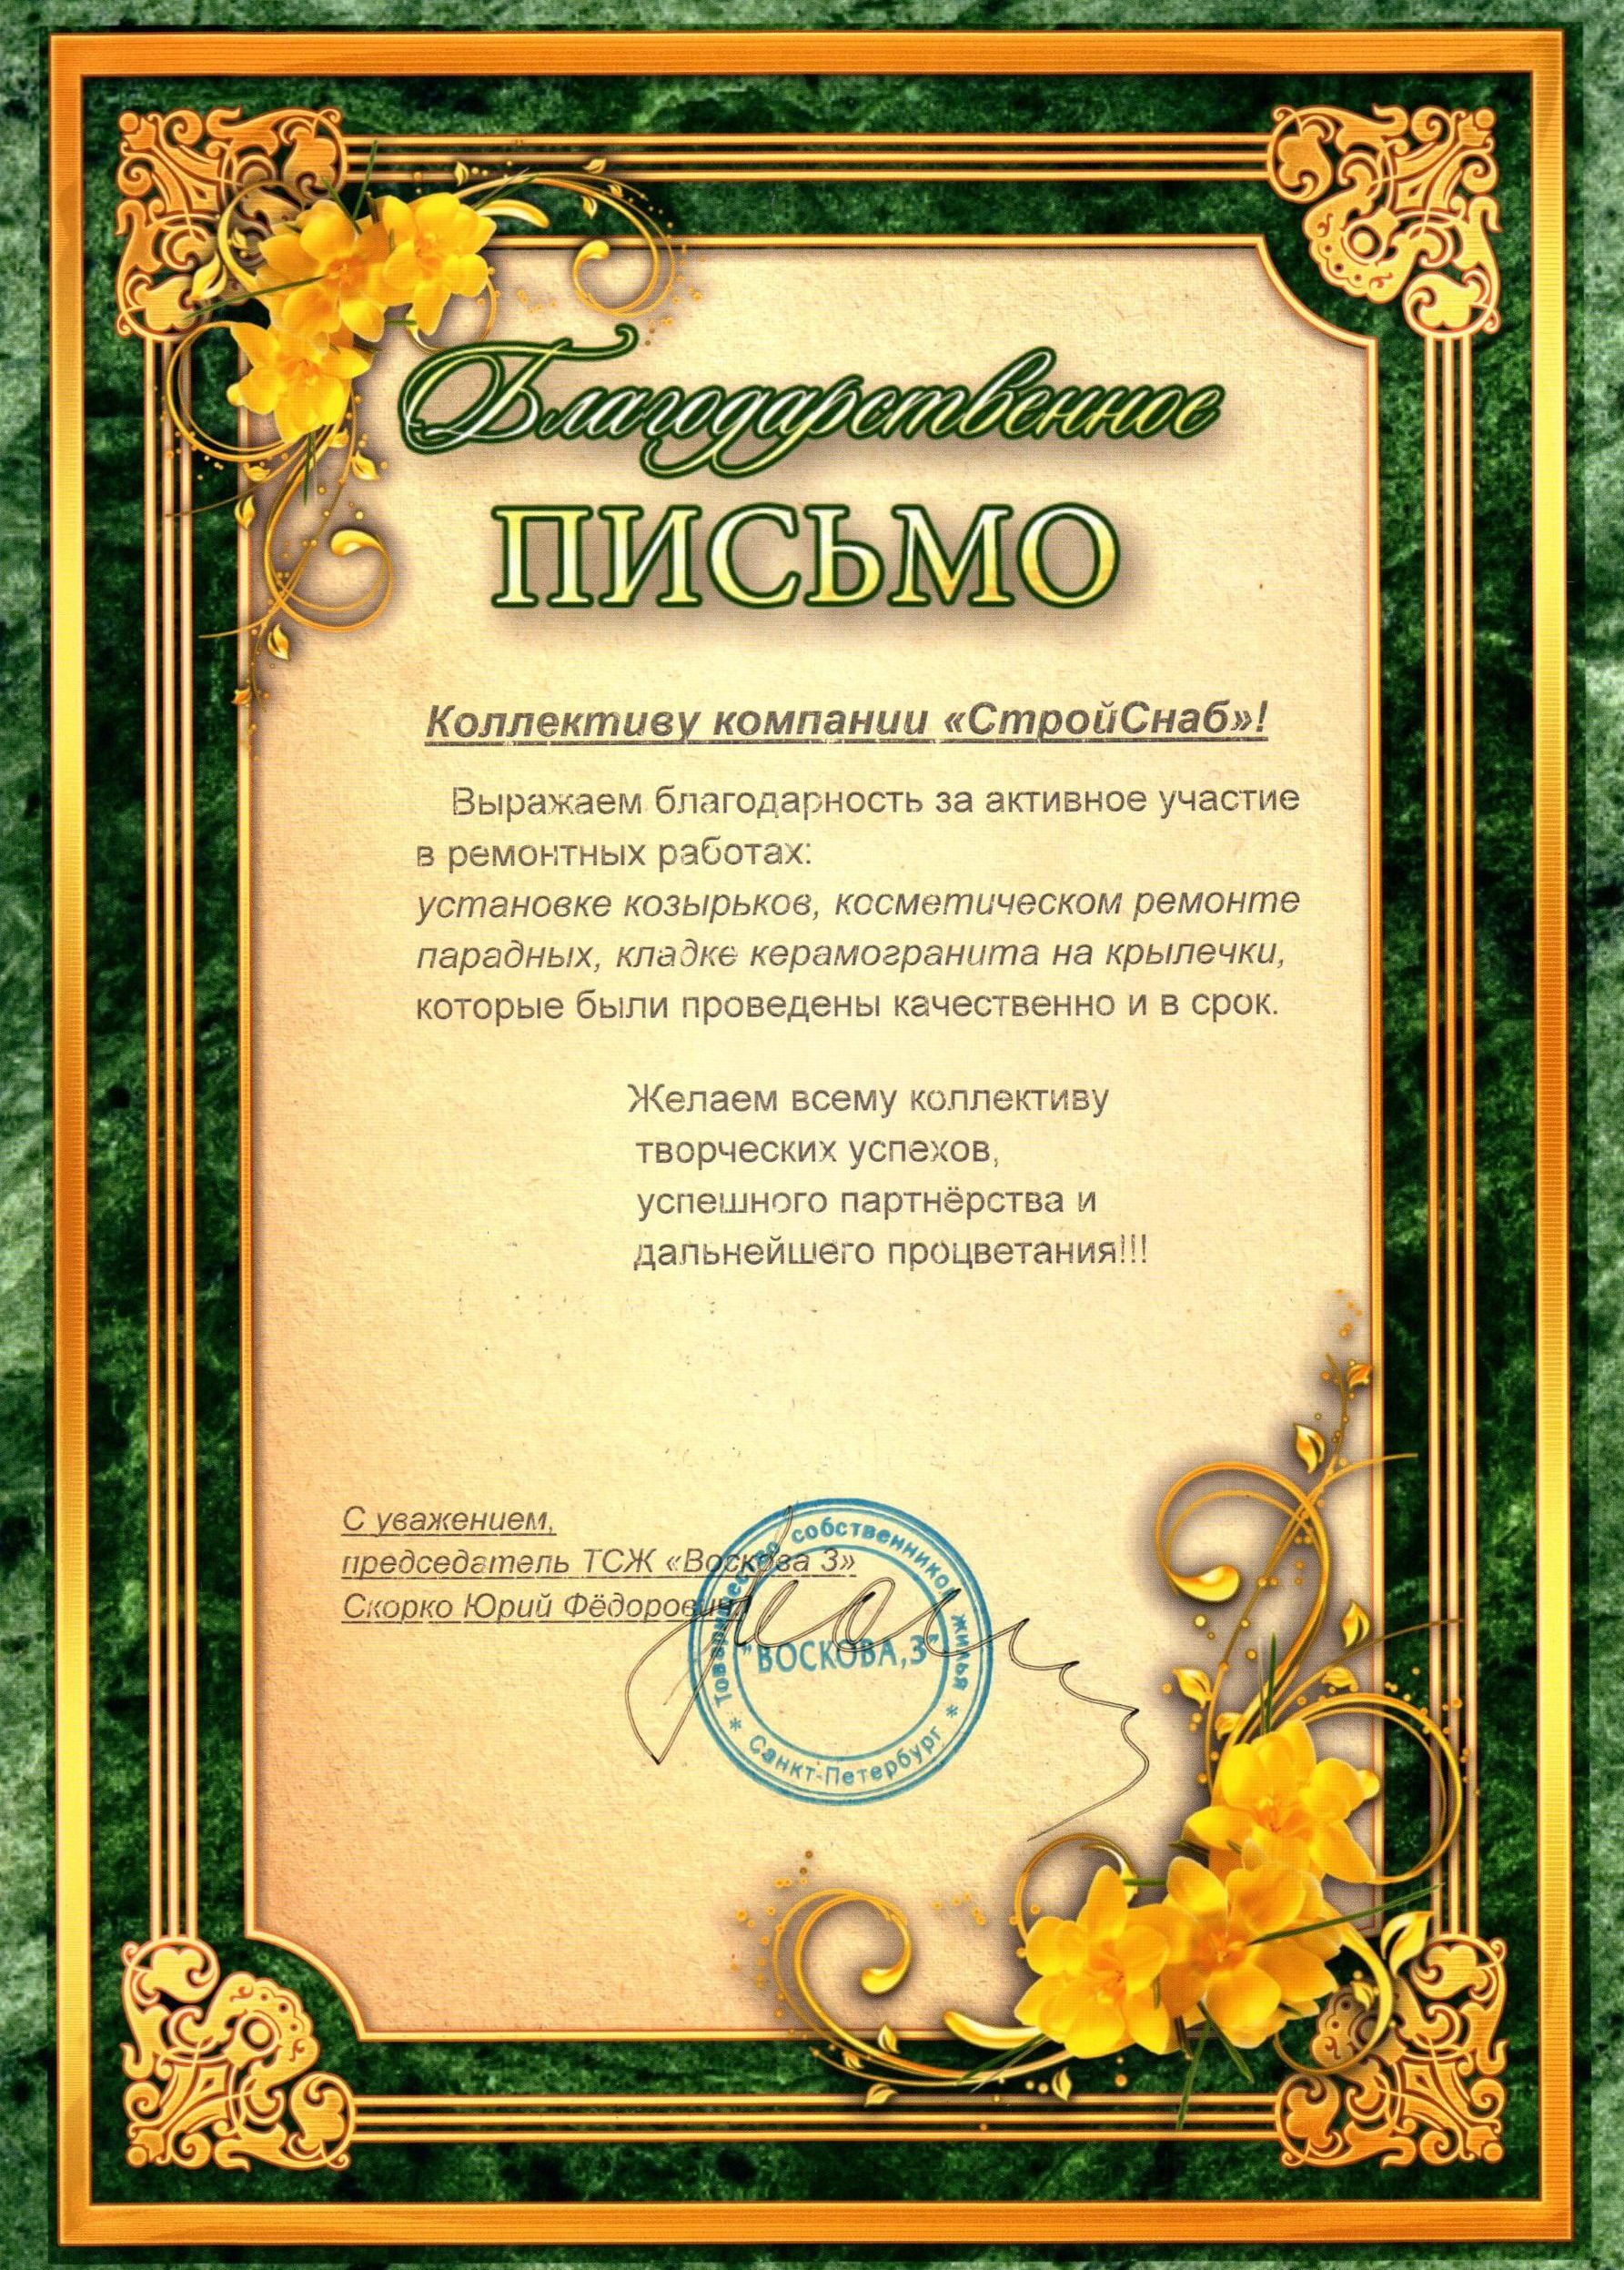 Благодарственное
ПИСЬМО
Коллективу компании «СтройСнаб»!
Выражаем благодарность за активное участие
в ремонтных работах:
установке козырьков, косметическом ремонте
парадных, кладке керамогранита на крылечки,
которые были проведены качественно и в срок.
Желаем всему коллективу
творческих успехов,
успешного партнёрства и
дальнейшего процветания!!!
С уважением,
председатель ТСЖ «Воскова 3»
Скорко Юрий Фёдорович
Товарищество собственников жилья
"ВОСКОВА,3"
* Санкт-Петербург *